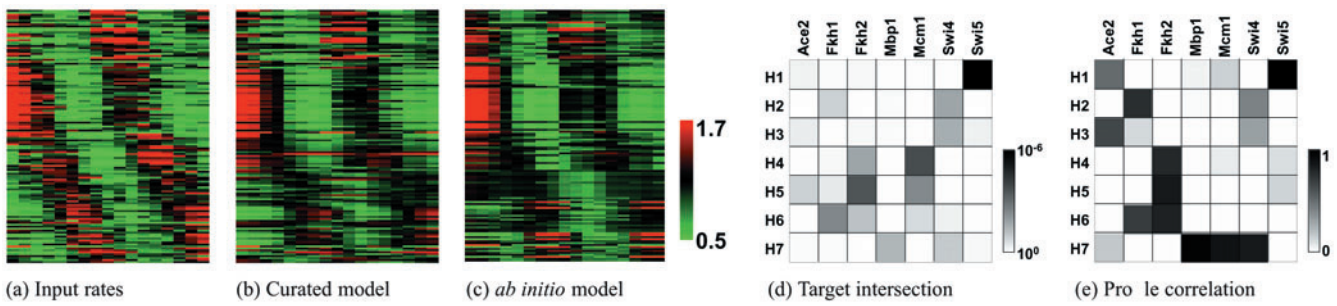 1.7
0.5
Ace2 Fkh1 Fkh2 Mbp1 Mcm1 Swi4 Swi5
H1
H2
H3
H4
H5
H6
H7
10-6
100
Ace2 Fkh1 Fkh2 Mbp1 Mcm1 Swi4 Swi5
H1
H2
H3
H4
H5
H6
H7
1
0
(a) Input rates
(b) Curated model
(c) ab initio model
(d) Target intersection
(e) Pro le correlation